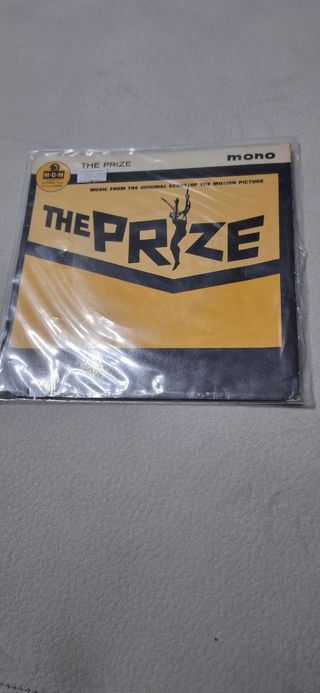 M-G-M
THE PRIZE
mono
MUSIC FROM THE ORIGINAL SCORE/OF THE MOTION PICTURE
THE PRIZE